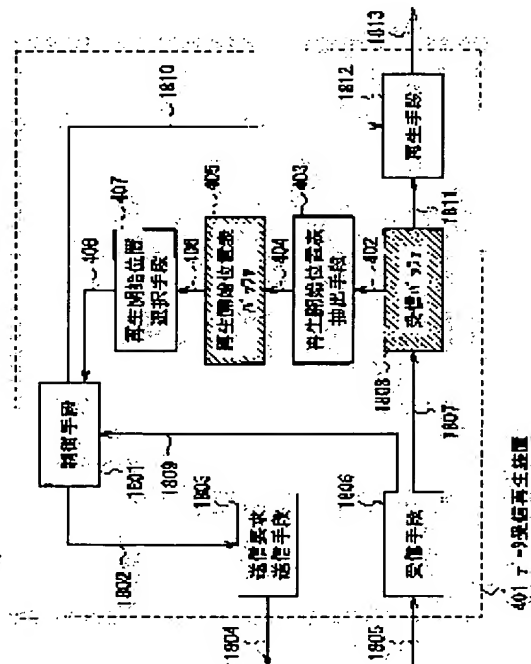 1804
1805
1802
1803
送信要求
送信手段
1806
受信手段
401 データ受信再生装置
1801
制御手段
1809
1807
1808
408
407
再生開始位置
選択手段
406
405
再生開始位置表
バッファ
404
403
再生開始位置表
抽出手段
402
受信バッファ
1811
1810
1812
再生手段
1813